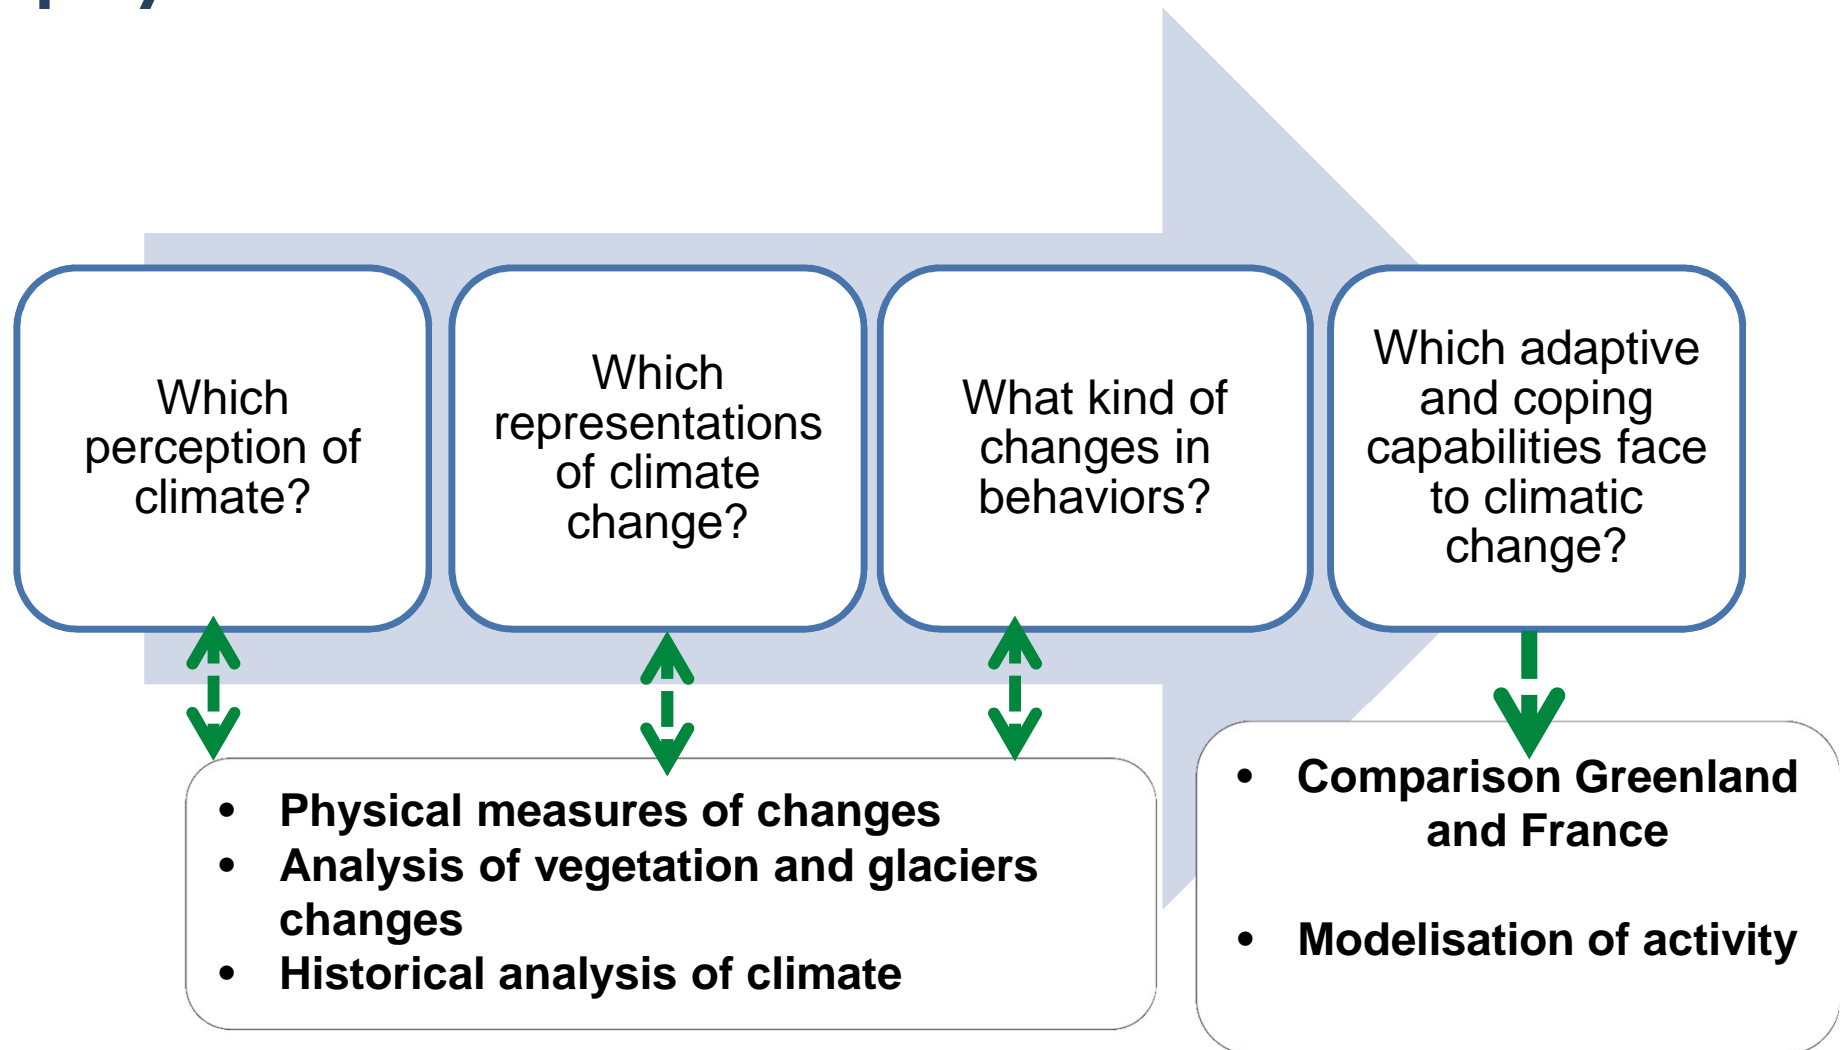 Which
perception of
climate?
Which
representations
of climate
change?
What kind of
changes in
behaviors?
Which adaptive
and coping
capabilities face
to climatic
change?
• Physical measures of changes
• Analysis of vegetation and glaciers
changes
• Historical analysis of climate
• Comparison Greenland
and France
• Modelisation of activity